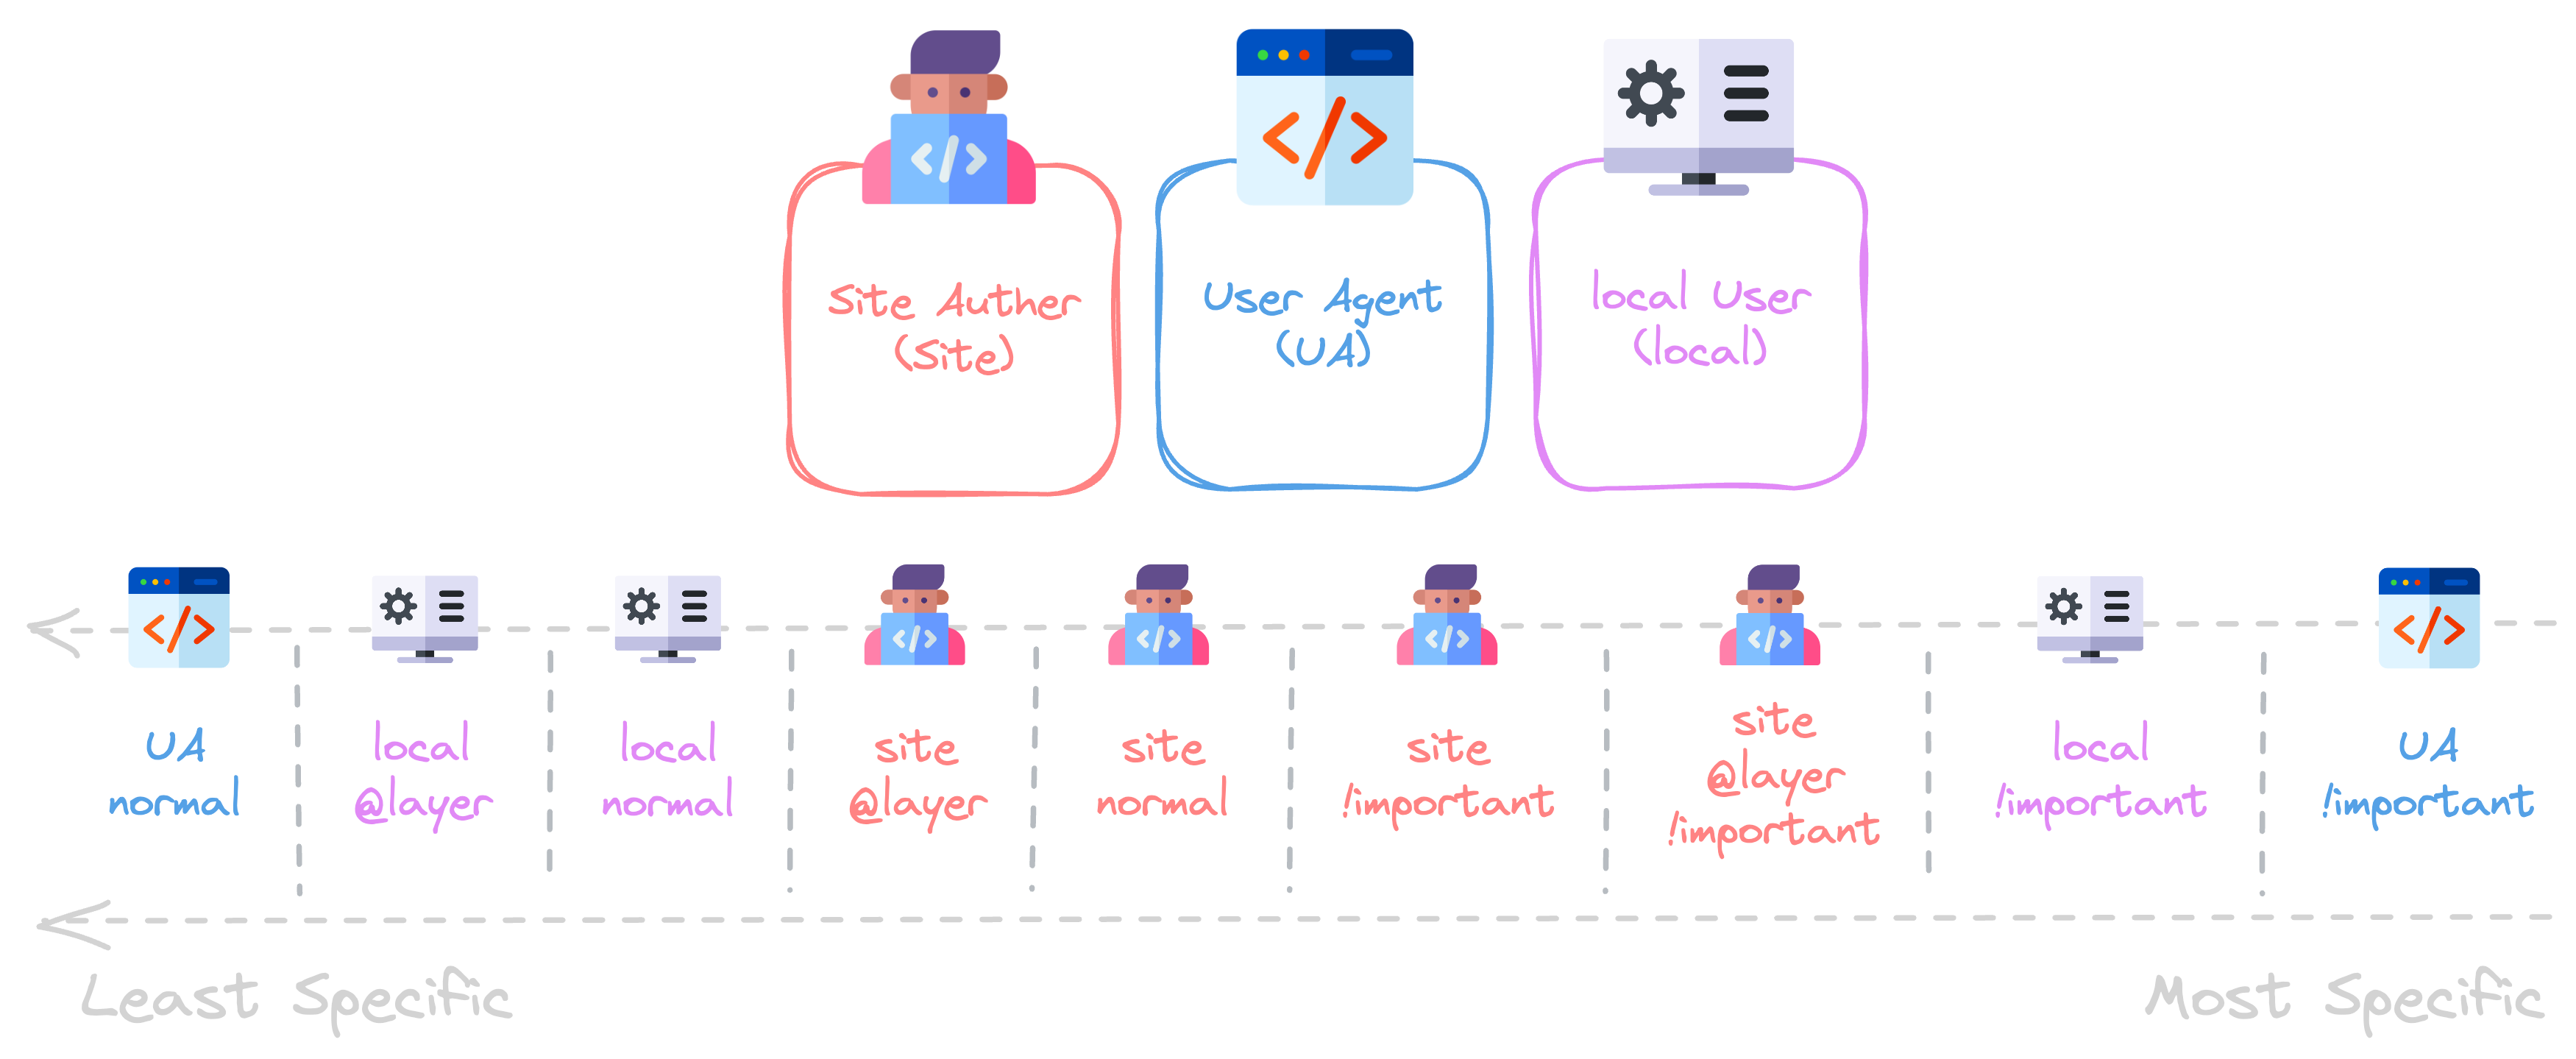 Site Auther
(Site)
User Agent
(UA)
local User
(local)
UA
normal
local
@layer
local
normal
site
@layer
site
normal
site
!important
site
@layer
!important
local
!important
UA
!important
Least Specific
Most Specific